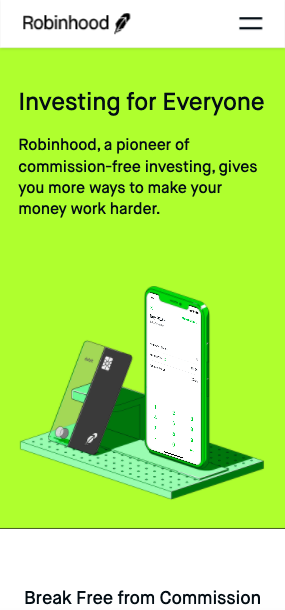 Robinhood
Investing for Everyone
Robinhood, a pioneer of
commission-free investing, gives
you more ways to make your
money work harder.
Break Free from Commission